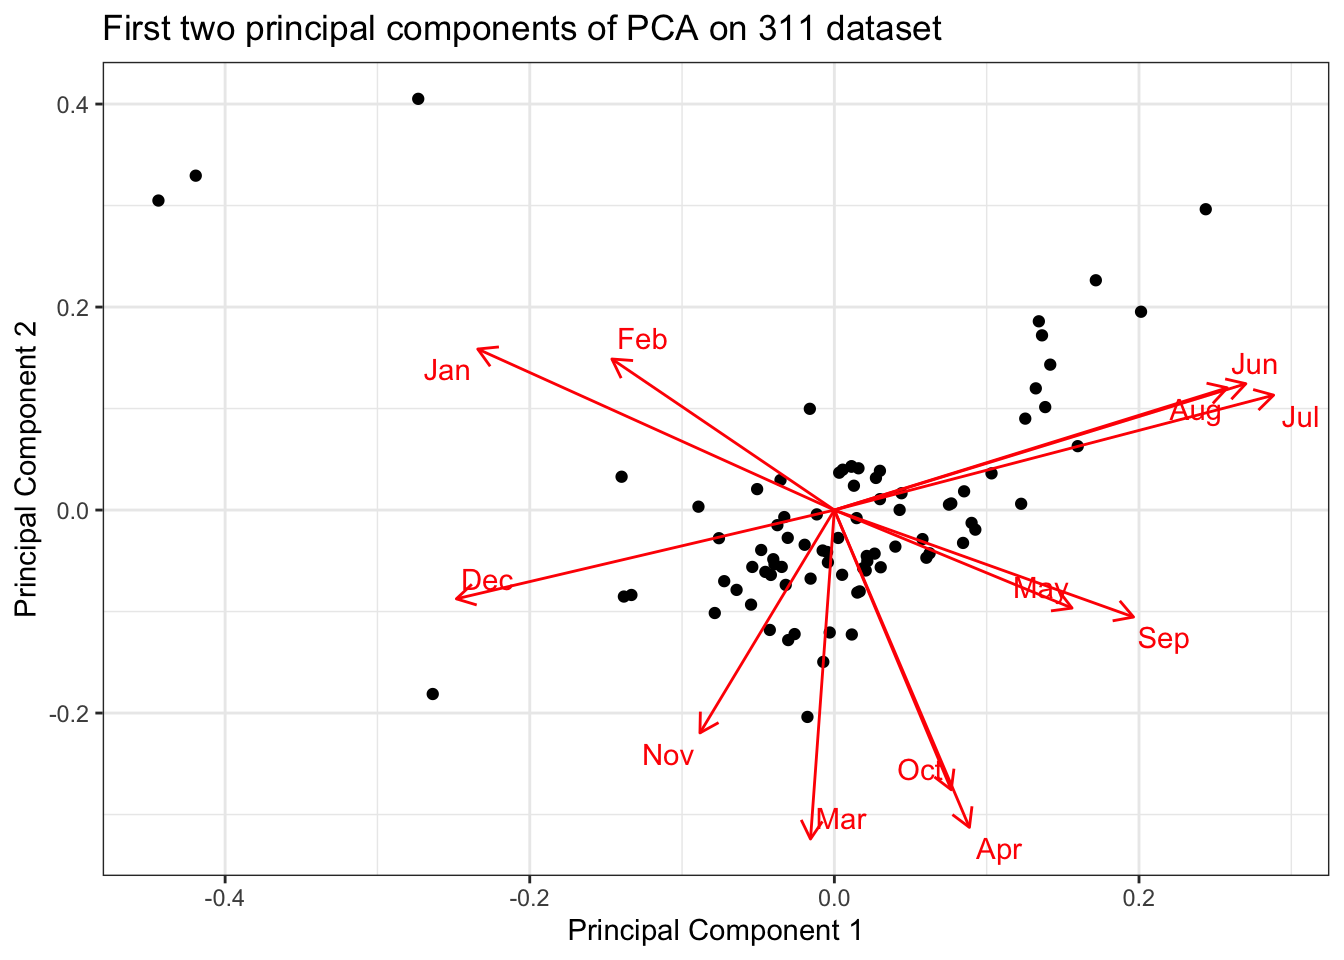 First two principal components of PCA on 311 dataset
0.4
0.2
0.0
-0.2
Principal Component 2
Feb
Jan
Jun
Aug
Jul
Dec
May
Sep
Nov
Oct
Mar
Apr
-0.4
-0.2
0.0
0.2
Principal Component 1